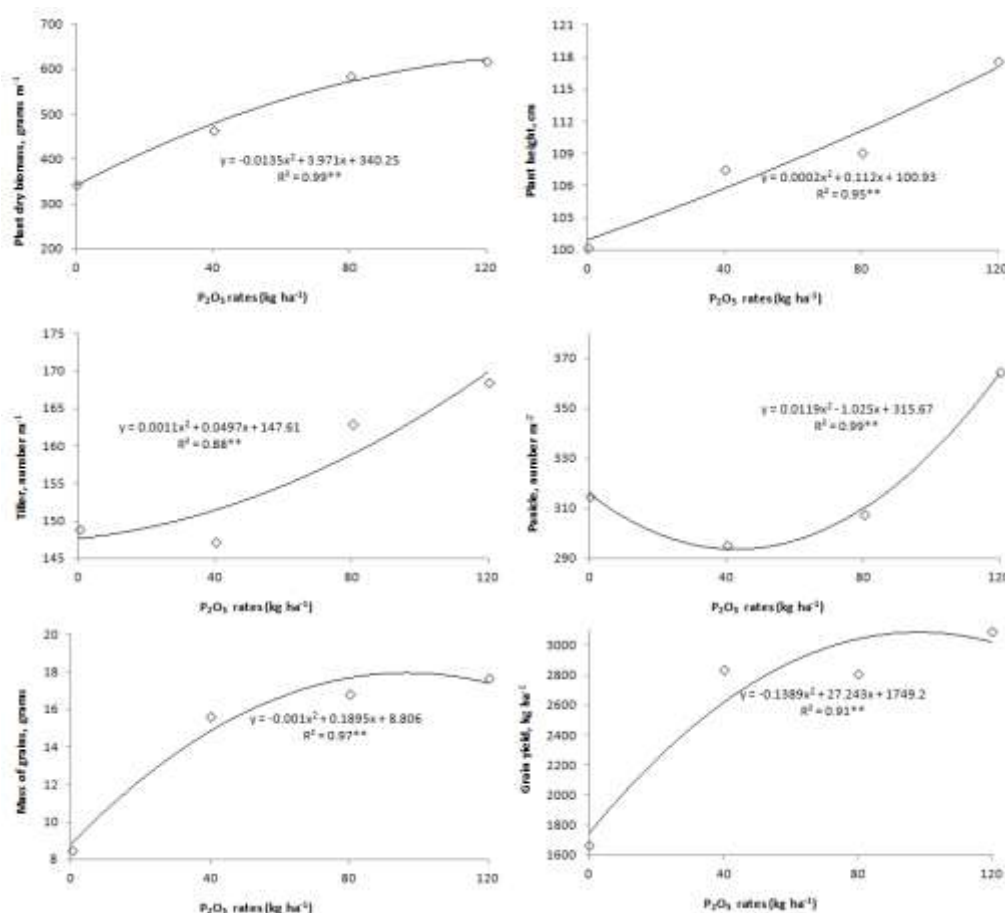 Plant dry biomass, grams m⁻¹
700
600
500
400
300
200
0
40
80
120
y = -0.0135x² + 3.971x + 340.25
R² = 0.99**
P₂O₅ rates (kg ha⁻¹)
Plant height, cm
121
118
115
112
109
106
103
100
0
40
80
120
y = 0.0002x² + 0.112x + 100.93
R² = 0.95**
P₂O₅ rates (kg ha⁻¹)
Tiller, number m⁻¹
175
170
165
160
155
150
145
0
40
80
120
y = 0.0011x² + 0.0497x + 147.61
R² = 0.88**
P₂O₅ rates (kg ha⁻¹)
Panicle, number m⁻²
370
350
330
310
290
0
40
80
120
y = 0.0119x² - 1.025x + 315.67
R² = 0.99**
P₂O₅ rates (kg ha⁻¹)
Mass of grains, grams
20
18
16
14
12
10
8
0
40
80
120
y = -0.001x² + 0.1895x + 8.806
R² = 0.97**
P₂O₅ rates (kg ha⁻¹)
Grain yield, kg ha⁻¹
3000
2800
2600
2400
2200
2000
1800
1600
0
40
80
120
y = -0.1389x² + 27.243x + 1749.2
R² = 0.91**
P₂O₅ rates (kg ha⁻¹)